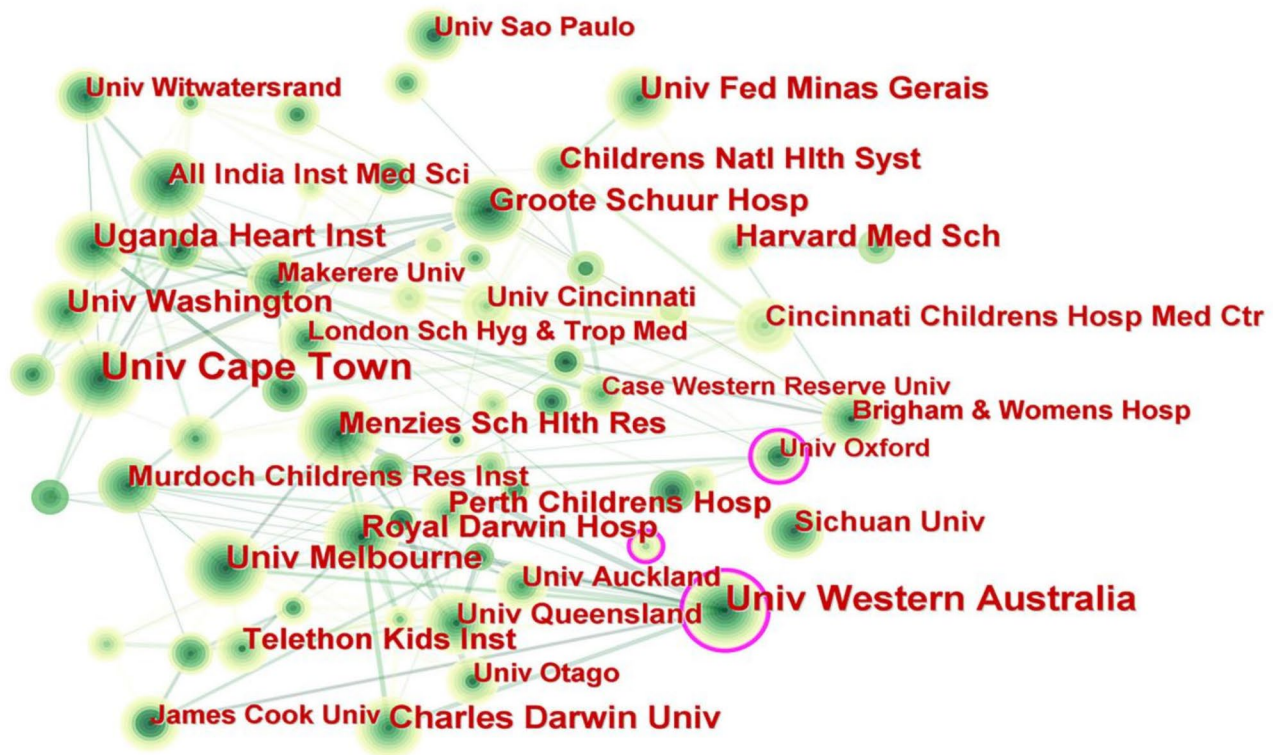 Univ Sao Paulo
Univ Witwatersrand
Univ Fed Minas Gerais
All India Inst Med Sci
Childrens Natl Hlth Syst
Groote Schuur Hosp
Uganda Heart Inst
Harvard Med Sch
Makerere Univ
Univ Washington
Univ Cincinnati
Cincinnati Childrens Hosp Med Ctr
London Sch Hyg & Trop Med
Univ Cape Town
Case Western Reserve Univ
Brigham & Womens Hosp
Menzies Sch Hlth Res
Univ Oxford
Murdoch Childrens Res Inst
Perth Childrens Hosp
Royal Darwin Hosp
Sichuan Univ
Univ Melbourne
Univ Auckland
Univ Western Australia
Univ Queensland
Telethon Kids Inst
Univ Otago
James Cook Univ
Charles Darwin Univ